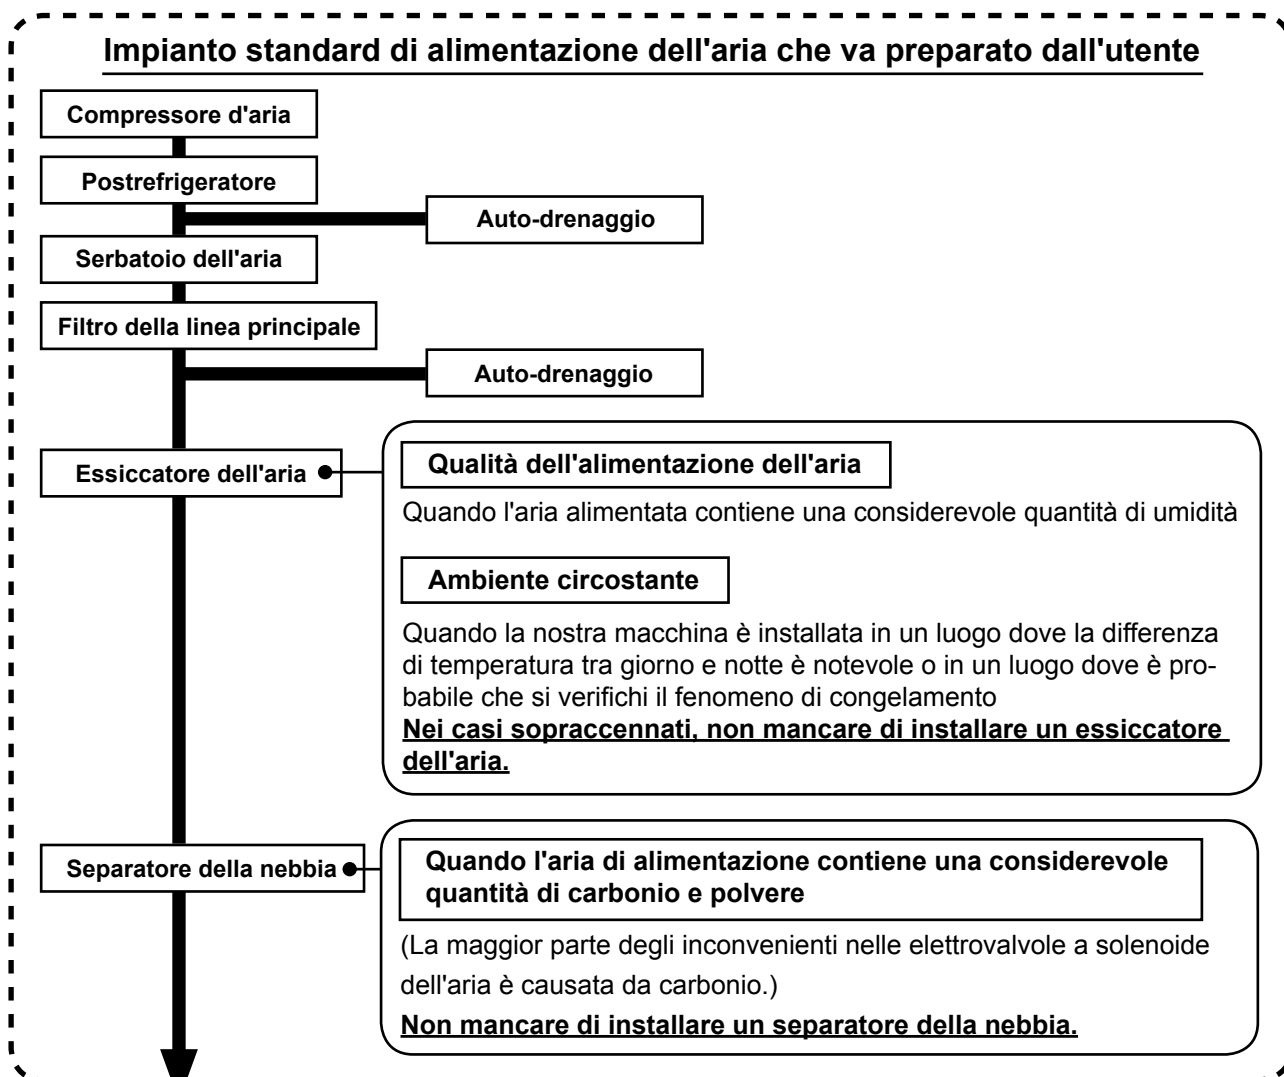 Impianto standard di alimentazione dell'aria che va preparato dall'utente
Compressore d'aria
Postrefrigeratore
Auto-drenaggio
Serbatoio dell'aria
Filtro della linea principale
Auto-drenaggio
Essiccatore dell'aria
Qualità dell'alimentazione dell'aria
Quando l'aria alimentata contiene una considerevole quantità di umidità
Ambiente circostante
Quando la nostra macchina è installata in un luogo dove la differenza
di temperatura tra giorno e notte è notevole o in un luogo dove è pro-
babile che si verifichi il fenomeno di congelamento
Nei casi sopraccennati, non mancare di installare un essiccatore
dell'aria.
Separatore della nebbia
Quando l'aria di alimentazione contiene una considerevole
quantità di carbonio e polvere
(La maggior parte degli inconvenienti nelle elettrovalvole a solenoide
dell'aria è causata da carbonio.)
Non mancare di installare un separatore della nebbia.